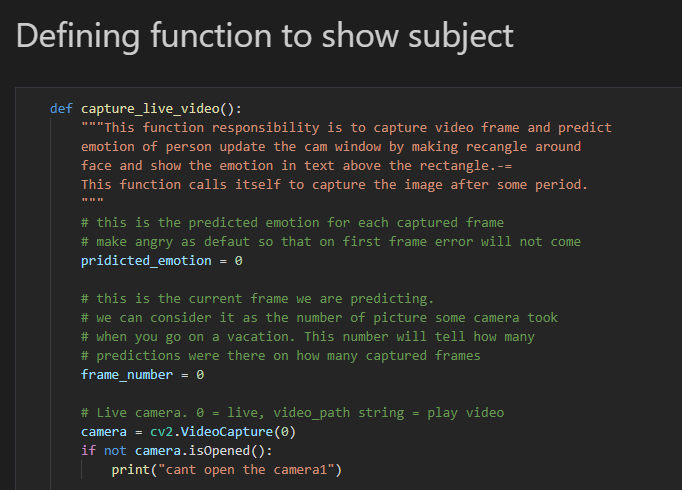 Defining function to show subject
def capture_live_video():
"""This function responsibility is to capture video frame and predict
emotion of person update the cam window by making recangle around
face and show the emotion in text above the rectangle.-=
This function calls itself to capture the image after some period.
"""
# this is the predicted emotion for each captured frame
# make angry as defaut so that on first frame error will not come
pridicted_emotion = 0
# this is the current frame we are predicting.
# we can consider it as the number of picture some camera took
# when you go on a vacation. This number will tell how many
# predictions were there on how many captured frames
frame_number = 0
# Live camera. 0 = live, video_path string = play video
camera = cv2.VideoCapture(0)
if not camera.isOpened():
print("cant open the camera1")